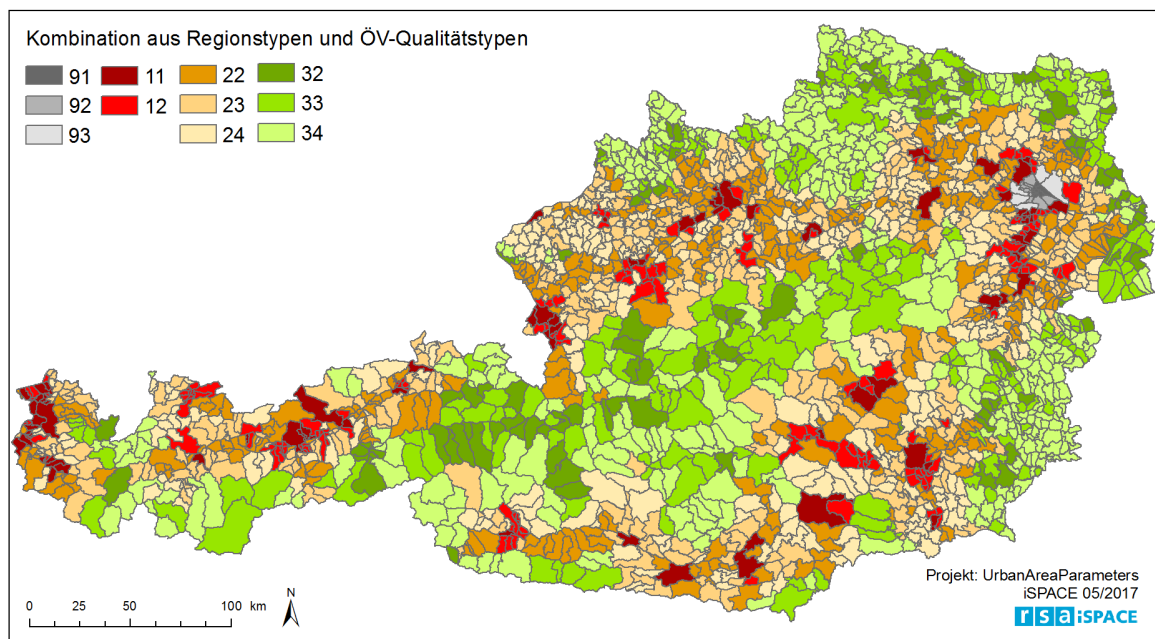 Kombination aus Regionstypen und ÖV-Qualitätstypen
91 11 22 32
92 12 23 33
93 24 34
Projekt: UrbanAreaParameters
iSPACE 05/2017
rsa iSPACE
0 25 50 100 km
N